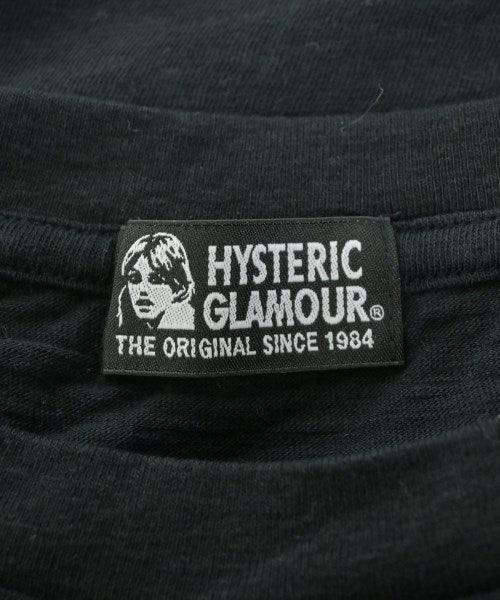 HYSTERIC
GLAMOUR®
THE ORIGINAL SINCE 1984